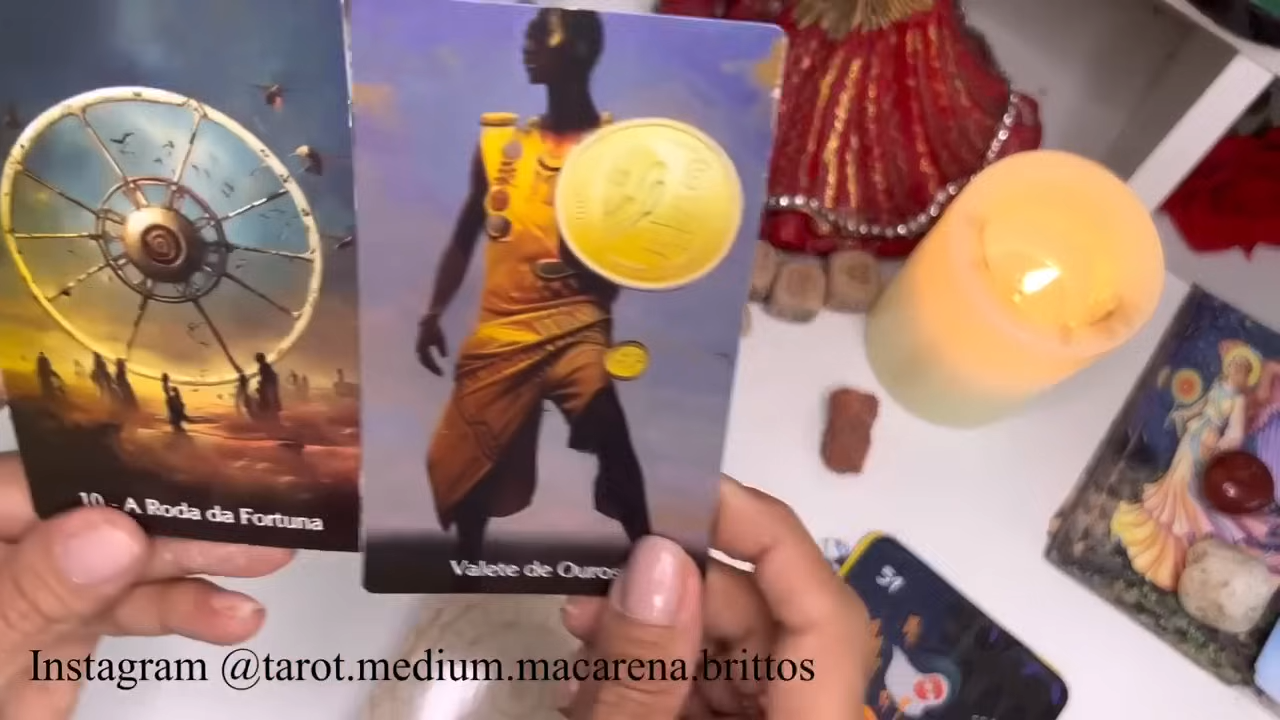 10 - A Roda da Fortuna
Valete de Ouros
Instagram @tarot.medium.macarena.brittos